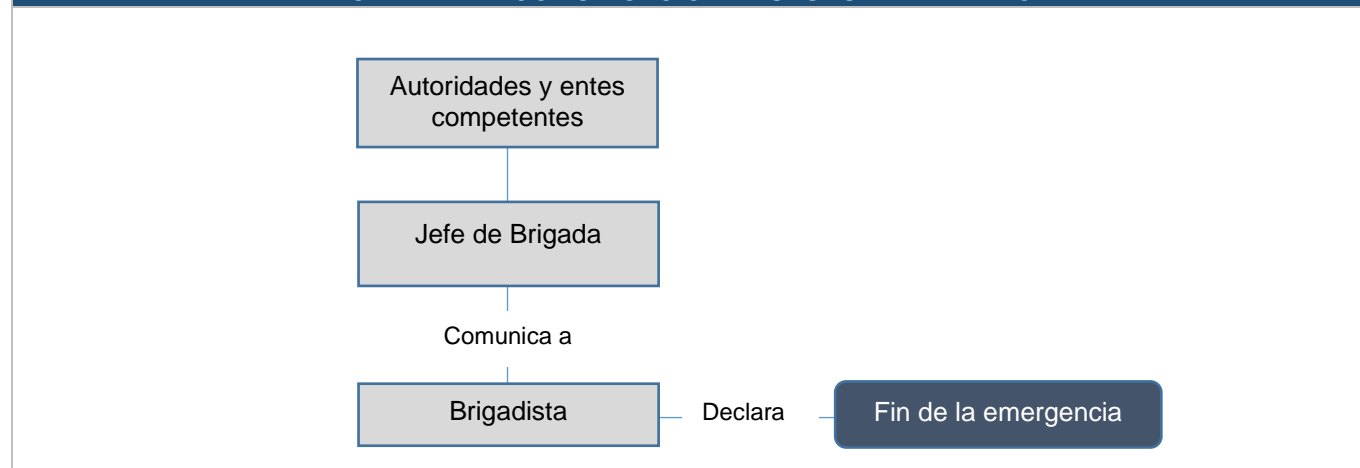 Autoridades y entes
competentes
Jefe de Brigada
Comunica a
Brigadista
Declara
Fin de la emergencia